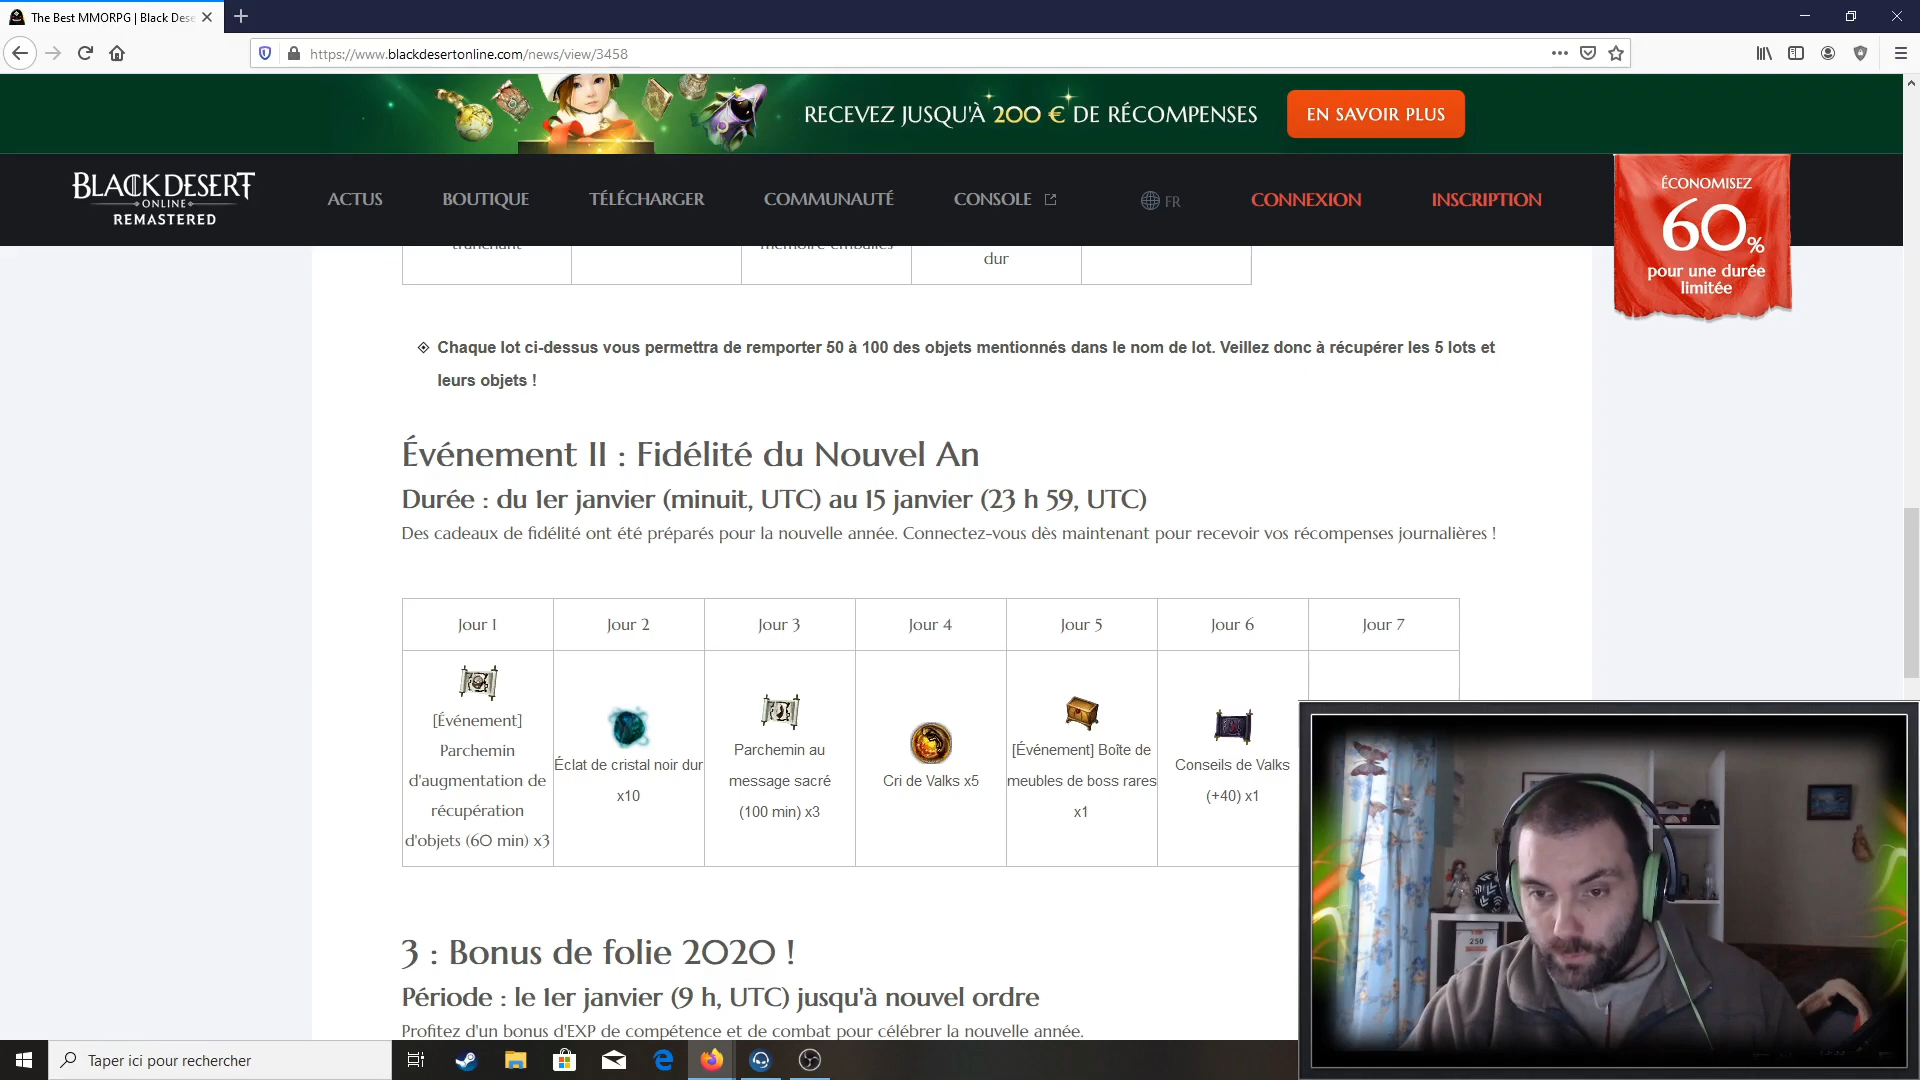 The Best MMORPG | Black Dese
https://www.blackdesertonline.com/news/view/3458
RECEVEZ JUSQU'À 200 € DE RÉCOMPENSES
EN SAVOIR PLUS
BLACK DESERT
ONLINE
REMASTERED
ACTUS
BOUTIQUE
TÉLÉCHARGER
COMMUNAUTÉ
CONSOLE
FR
CONNEXION
INSCRIPTION
ÉCONOMISEZ
60%
pour une durée
limitée
tranchant
mémoire emballés
dur
Chaque lot ci-dessus vous permettra de remporter 50 à 100 des objets mentionnés dans le nom de lot. Veillez donc à récupérer les 5 lots et
leurs objets !
Événement II : Fidélité du Nouvel An
Durée : du 1er janvier (minuit, UTC) au 15 janvier (23 h 59, UTC)
Des cadeaux de fidélité ont été préparés pour la nouvelle année. Connectez-vous dès maintenant pour recevoir vos récompenses journalières !
Jour 1
Jour 2
Jour 3
Jour 4
Jour 5
Jour 6
Jour 7
[Événement]
Parchemin
d'augmentation de
récupération
d'objets (60 min) x3
Éclat de cristal noir dur
x10
Parchemin au
message sacré
(100 min) x3
Cri de Valks x5
[Événement] Boîte de
meubles de boss rares
x1
Conseils de Valks
(+40) x1
3 : Bonus de folie 2020 !
Période : le 1er janvier (9 h, UTC) jusqu'à nouvel ordre
Profitez d'un bonus d'EXP de compétence et de combat pour célébrer la nouvelle année.
250
Taper ici pour rechercher